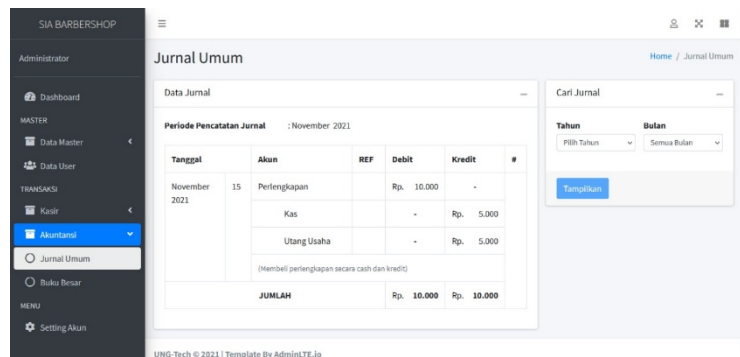 SIA BARBERSHOP
Administrator
Dashboard
MASTER
Data Master
Data User
TRANSAKSI
Kasir
Akuntansi
Jurnal Umum
Buku Besar
MENU
Setting Akun
Jurnal Umum
Home / Jurnal Umum
Data Jurnal
Periode Pencatatan Jurnal : November 2021
Tanggal Akun REF Debit Kredit #
November 2021 15 Perlengkapan Rp. 10.000 -
Kas - Rp. 5.000
Utang Usaha - Rp. 5.000
(Membeli perlengkapan secara cash dan kredit)
JUMLAH Rp. 10.000 Rp. 10.000
Cari Jurnal
Tahun Bulan
Pilih Tahun Semua Bulan
Tampilkan
UNG-Tech © 2021 | Template By AdminLTE.io